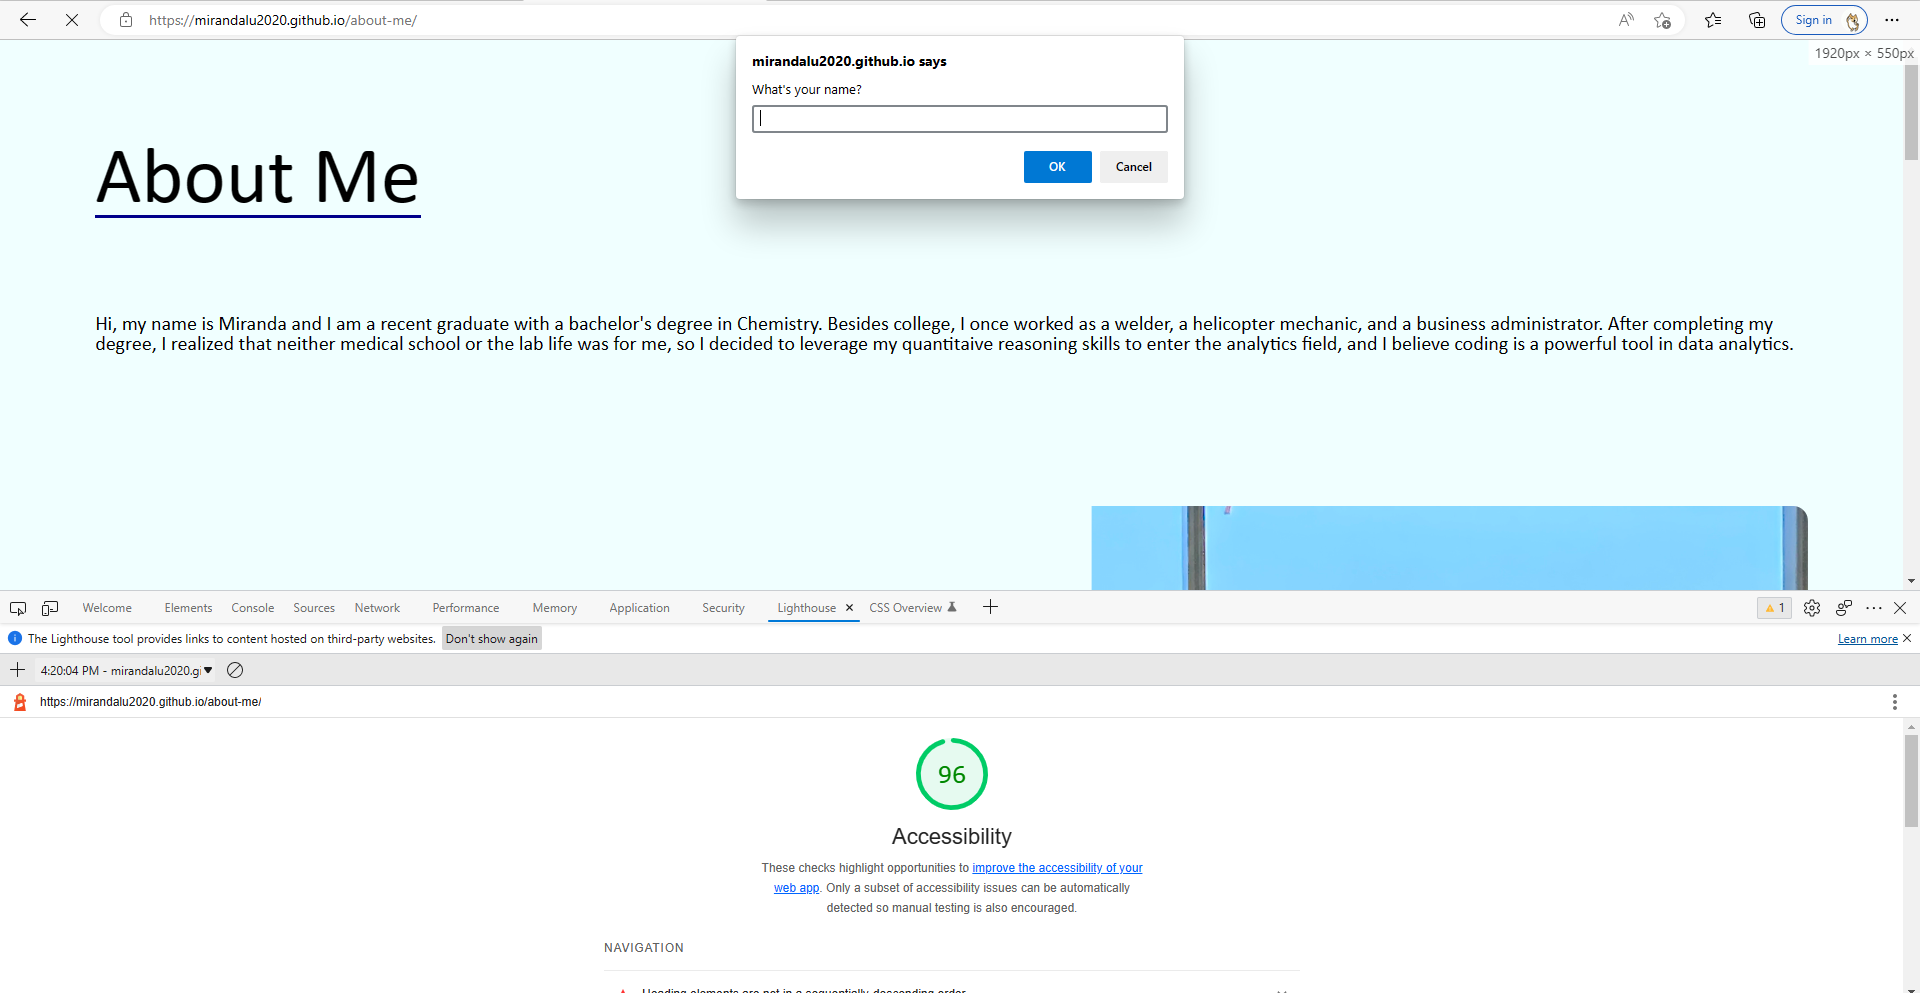 https://mirandalu2020.github.io/about-me/
Sign in
1920px × 550px
mirandalu2020.github.io says
What's your name?
OK
Cancel
About Me
Hi, my name is Miranda and I am a recent graduate with a bachelor's degree in Chemistry. Besides college, I once worked as a welder, a helicopter mechanic, and a business administrator. After completing my
degree, I realized that neither medical school or the lab life was for me, so I decided to leverage my quantitaive reasoning skills to enter the analytics field, and I believe coding is a powerful tool in data analytics.
Welcome Elements Console Sources Network Performance Memory Application Security Lighthouse CSS Overview 1
The Lighthouse tool provides links to content hosted on third-party websites. Don't show again Learn more
4:20:04 PM - mirandalu2020.gi
https://mirandalu2020.github.io/about-me/
96
Accessibility
These checks highlight opportunities to improve the accessibility of your
web app. Only a subset of accessibility issues can be automatically
detected so manual testing is also encouraged.
NAVIGATION
Heading elements are not in a sequentially-descending order